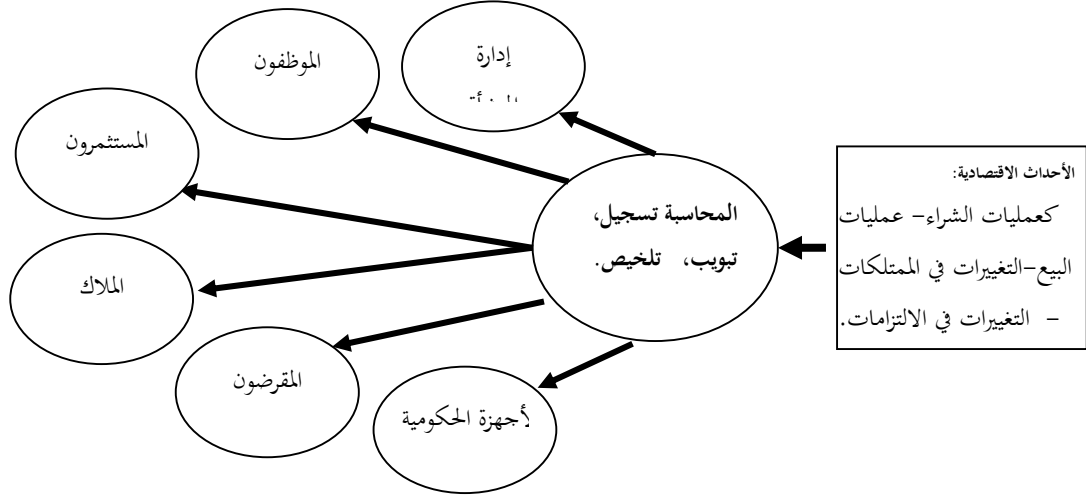 إدارة
الموظفون
المستثمرون
الأحداث الاقتصادية:
كعمليات الشراء– عمليات
البيع–التغييرات في الممتلكات
– التغييرات في الالتزامات.
المحاسبة تسجيل،
تبويب، تلخيص.
الملاك
المقرضون
لأجهزة الحكومية